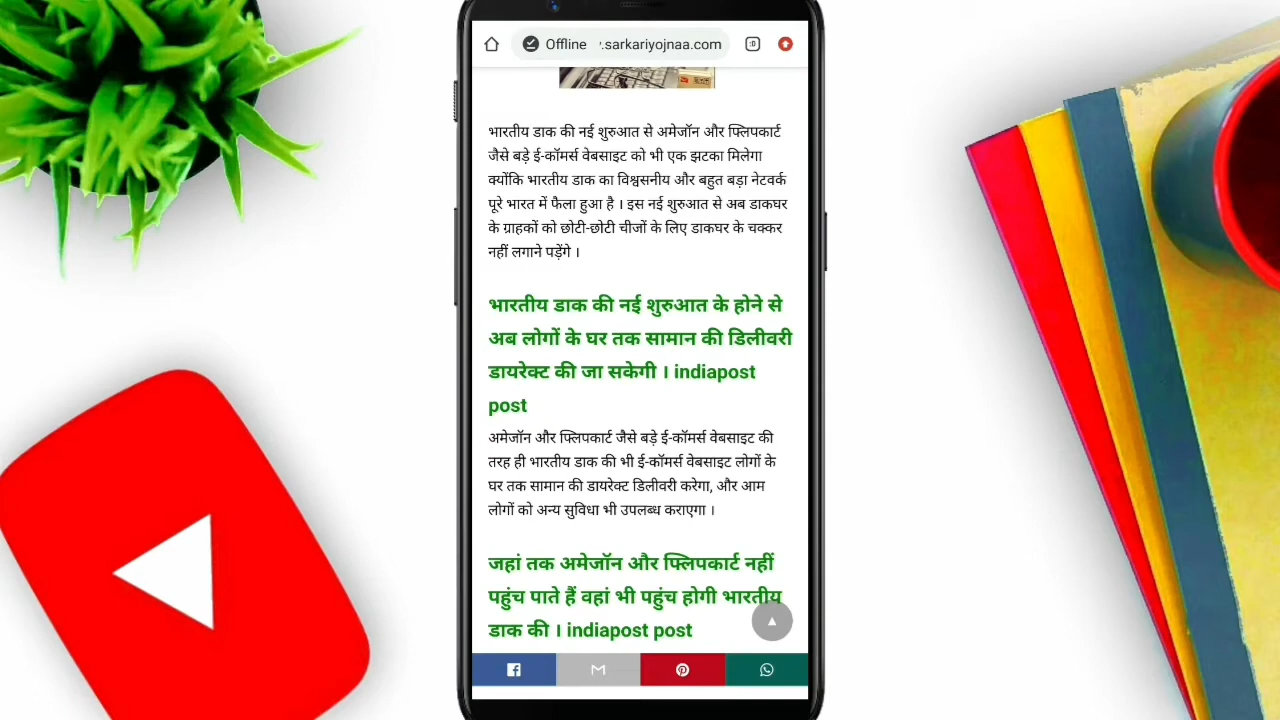 Offline
.sarkariyojnaa.com
भारतीय डाक की नई शुरुआत से अमेजॉन और फ्लिपकार्ट
जैसे बड़े ई-कॉमर्स वेबसाइट को भी एक झटका मिलेगा
क्योंकि भारतीय डाक का विश्वसनीय और बहुत बड़ा नेटवर्क
पूरे भारत में फैला हुआ है । इस नई शुरुआत से अब डाकघर
के ग्राहकों को छोटी-छोटी चीजों के लिए डाकघर के चक्कर
नहीं लगाने पड़ेंगे ।
भारतीय डाक की नई शुरुआत के होने से
अब लोगों के घर तक सामान की डिलीवरी
डायरेक्ट की जा सकेगी । indiapost
post
अमेजॉन और फ्लिपकार्ट जैसे बड़े ई-कॉमर्स वेबसाइट की
तरह ही भारतीय डाक की भी ई-कॉमर्स वेबसाइट लोगों के
घर तक सामान की डायरेक्ट डिलीवरी करेगा, और आम
लोगों को अन्य सुविधा भी उपलब्ध कराएगा ।
जहां तक अमेजॉन और फ्लिपकार्ट नहीं
पहुंच पाते हैं वहां भी पहुंच होगी भारतीय
डाक की । indiapost post